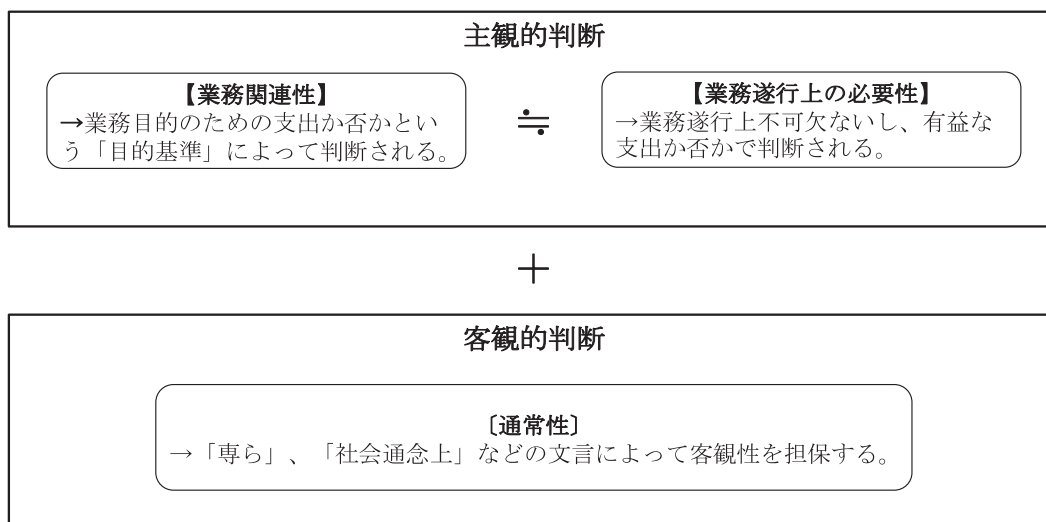 主観的判断
【業務関連性】
→業務目的のための支出か否かとい
う「目的基準」によって判断される。
≒
【業務遂行上の必要性】
→業務遂行上不可欠ないし、有益な
支出か否かで判断される。
＋
客観的判断
〔通常性〕
→「専ら」、「社会通念上」などの文言によって客観性を担保する。